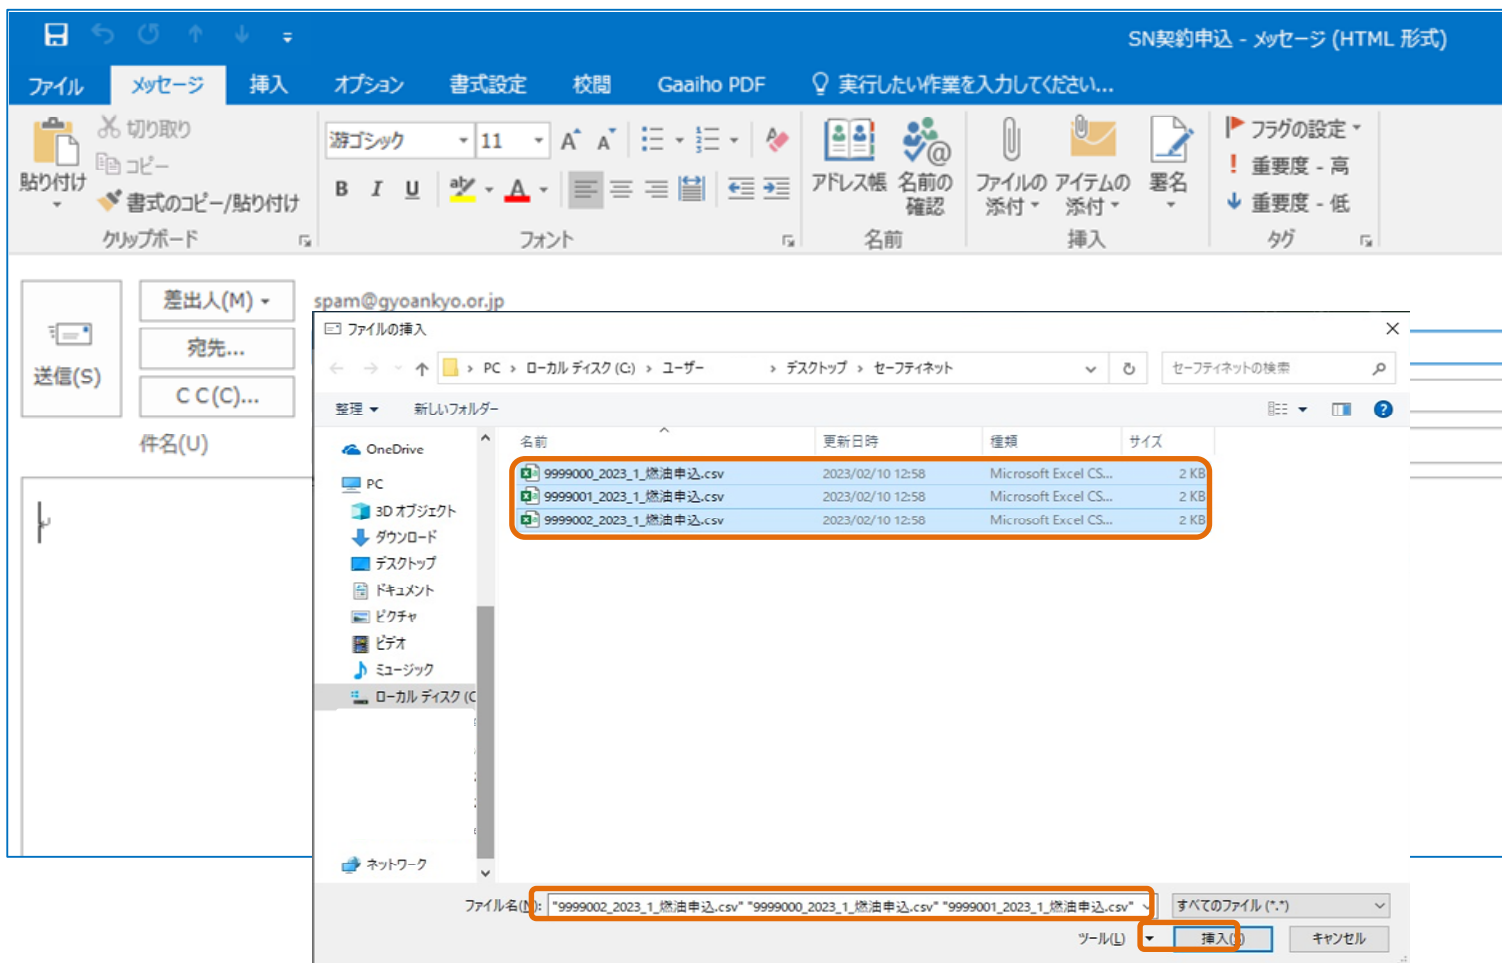 SN契約申込 - メッセージ (HTML 形式)
ファイル メッセージ 挿入 オプション 書式設定 校閲 Gaaiho PDF 実行したい作業を入力してください...
貼り付け
切り取り
コピー
書式のコピー/貼り付け
クリップボード
游ゴシック 11
B I U
フォント
アドレス帳 名前の確認
名前
ファイルの添付 アイテムの添付 署名
挿入
フラグの設定
重要度 - 高
重要度 - 低
タグ
送信(S)
差出人(M) spam@gyoankyo.or.jp
宛先...
C C(C)...
件名(U)
ファイルの挿入
PC › ローカル ディスク (C:) › ユーザー › デスクトップ › セーフティネット セーフティネットの検索
整理 新しいフォルダー
OneDrive
PC
3D オブジェクト
ダウンロード
デスクトップ
ドキュメント
ピクチャ
ビデオ
ミュージック
ローカル ディスク (C
ネットワーク
名前 更新日時 種類 サイズ
9999000_2023_1_燃油申込.csv 2023/02/10 12:58 Microsoft Excel CS... 2 KB
9999001_2023_1_燃油申込.csv 2023/02/10 12:58 Microsoft Excel CS... 2 KB
9999002_2023_1_燃油申込.csv 2023/02/10 12:58 Microsoft Excel CS... 2 KB
ファイル名(N): "9999002_2023_1_燃油申込.csv" "9999000_2023_1_燃油申込.csv" "9999001_2023_1_燃油申込.csv" すべてのファイル (*.*)
ツール(L) 挿入(S) キャンセル